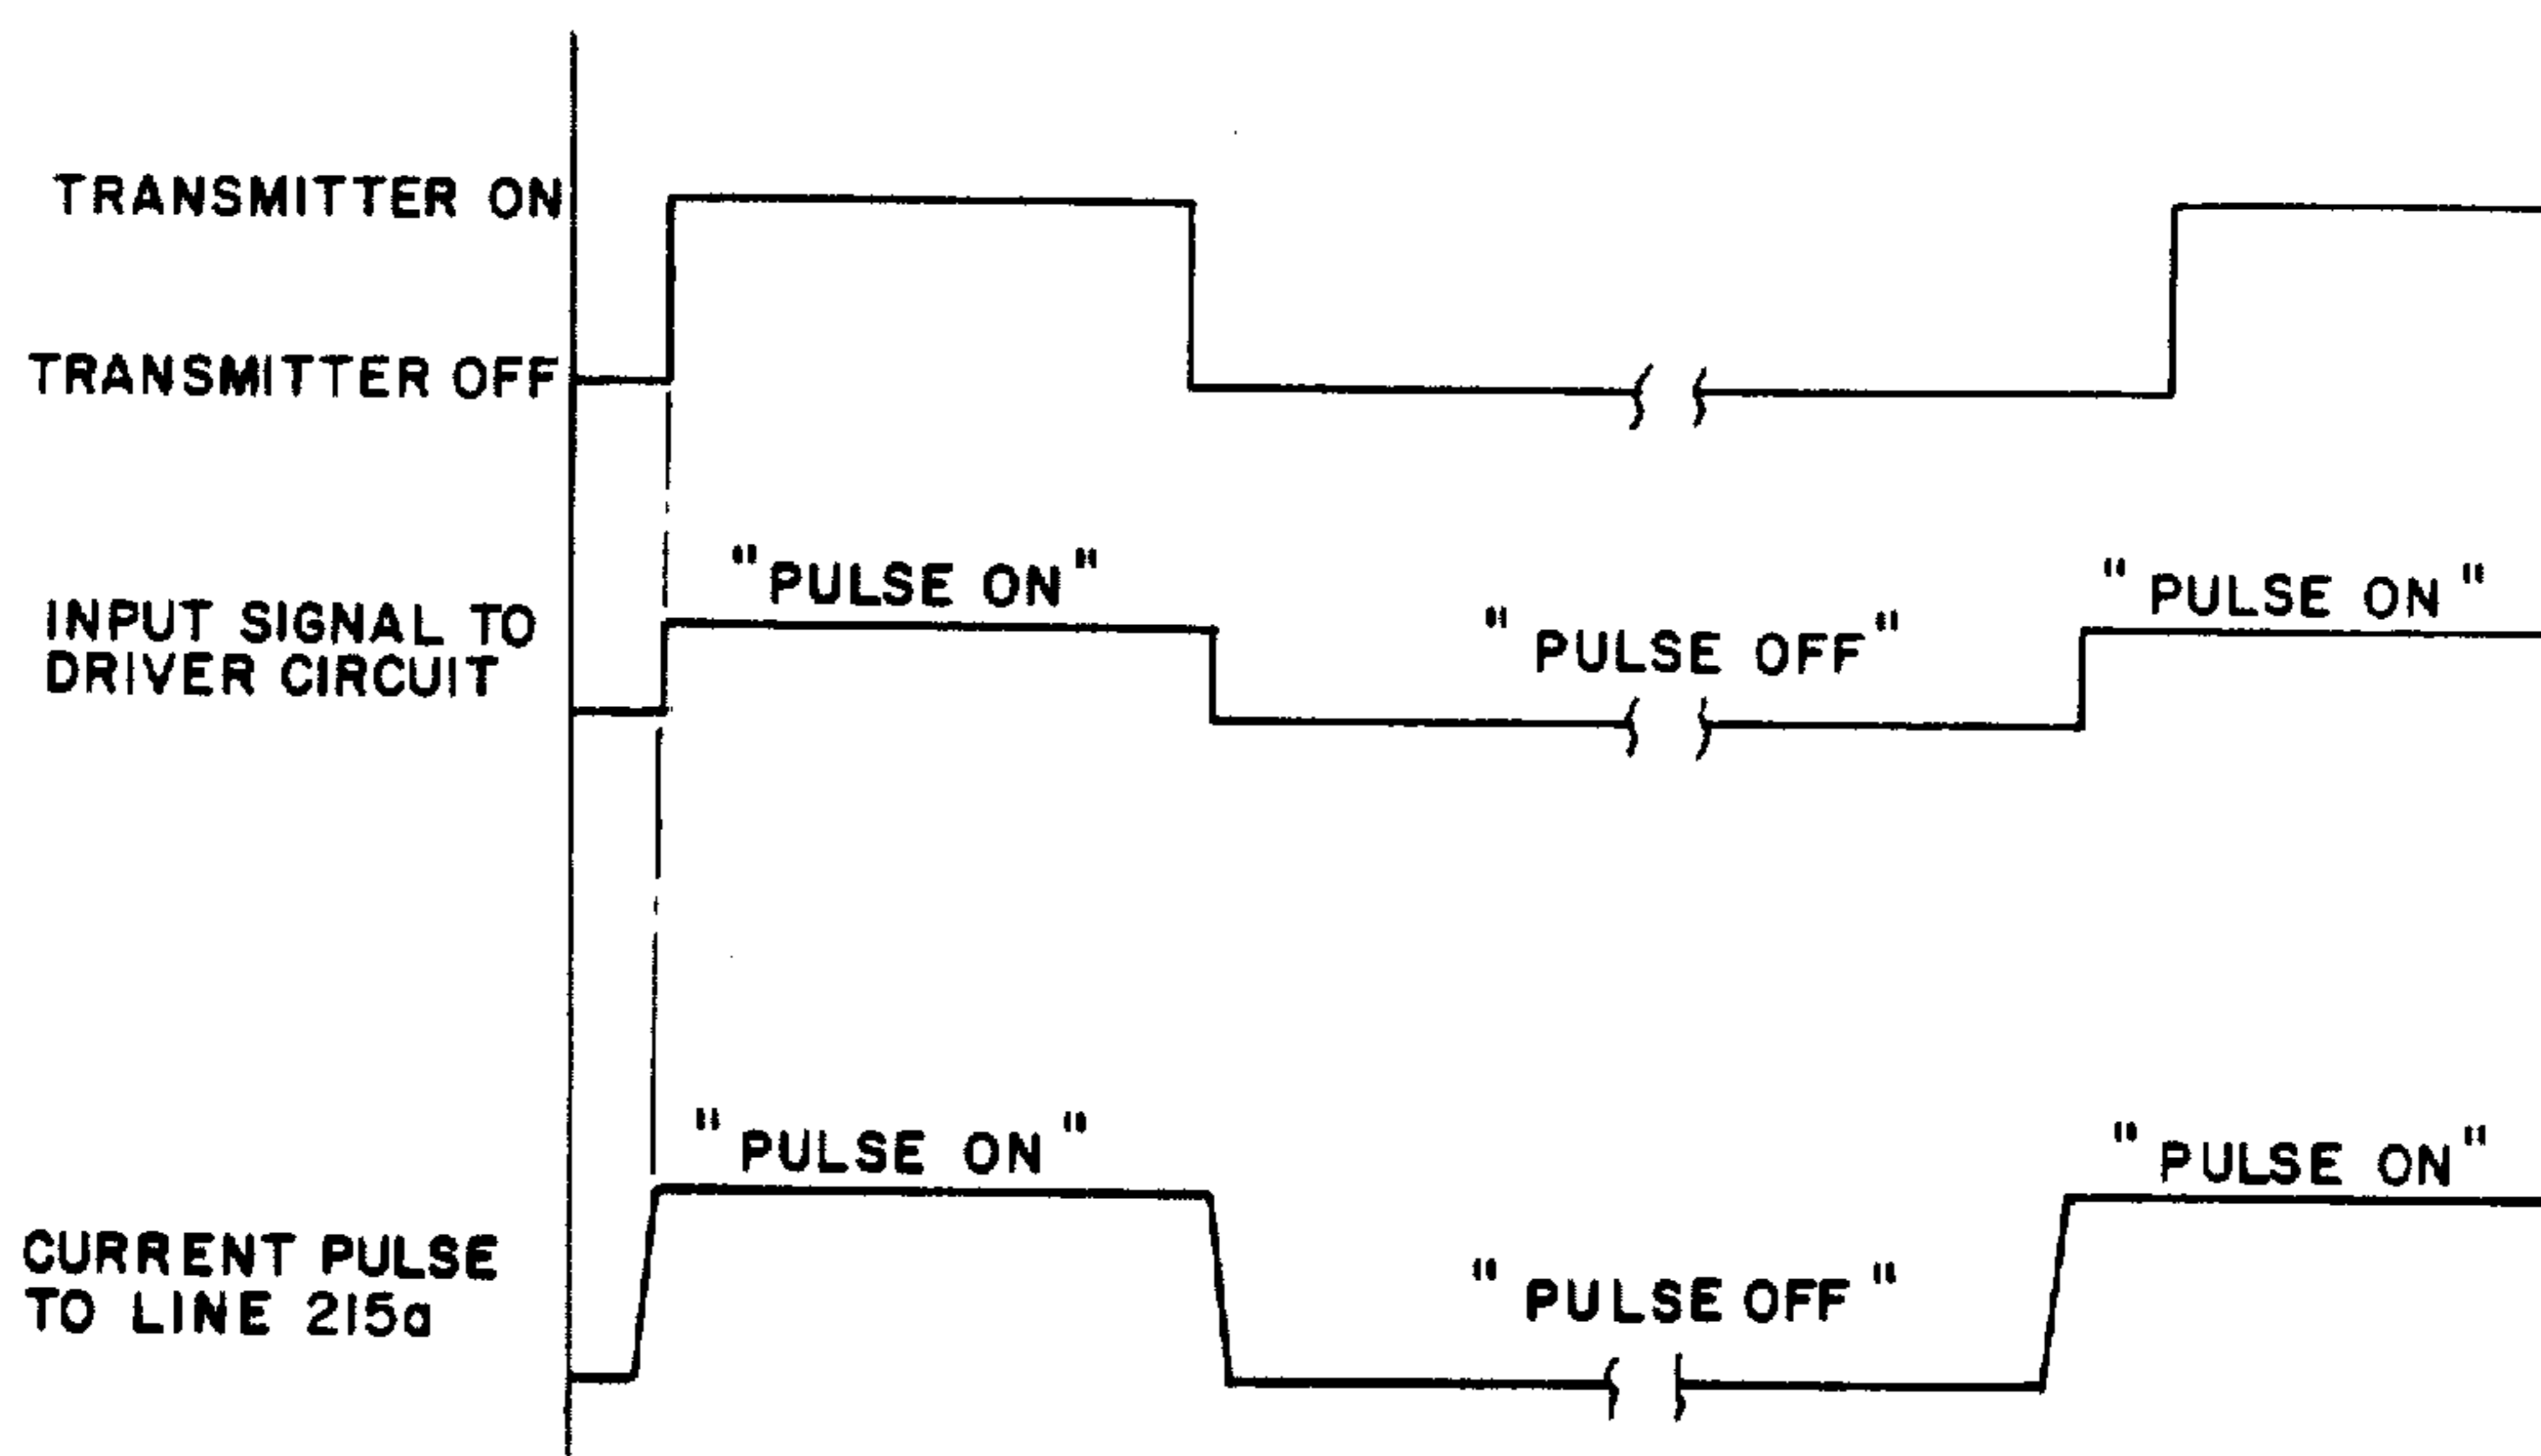 TRANSMITTER ON
TRANSMITTER OFF
INPUT SIGNAL TO
DRIVER CIRCUIT
"PULSE ON"
"PULSE OFF"
"PULSE ON"
CURRENT PULSE
TO LINE 215a
"PULSE ON"
"PULSE OFF"
"PULSE ON"